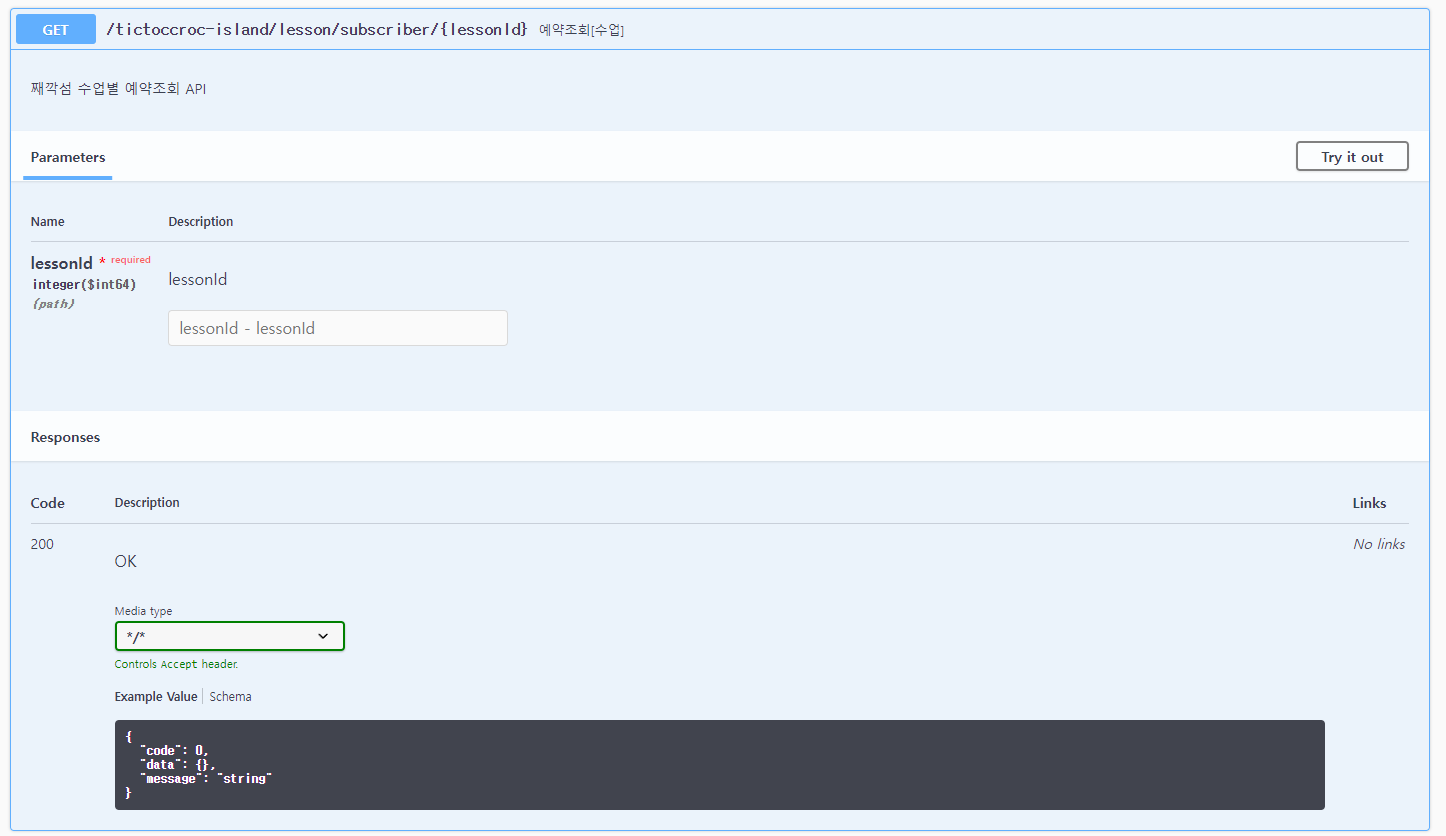 GET /tictoccroc-island/lesson/subscriber/{lessonId} 예약조회[수업]
째깍섬 수업별 예약조회 API
Parameters
Try it out
Name Description
lessonId * required
integer($int64)
(path)
lessonId
lessonId - lessonId
Responses
Code Description Links
200
OK
No links
Media type
*/*
Controls Accept header.
Example Value Schema
{
  "code": 0,
  "data": {},
  "message": "string"
}